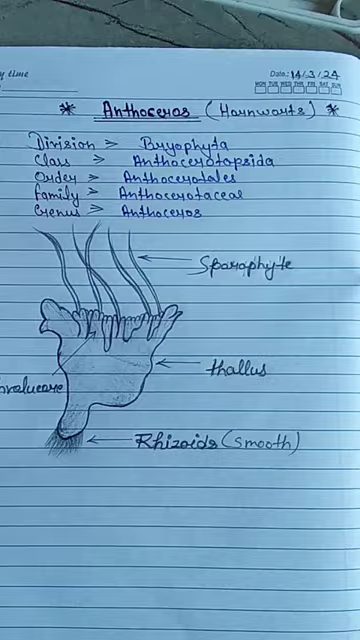 y time
Date: 14/3/24
MON TUE WED THU FRI SAT SUN
* Anthoceros (Hornworts) *
Division > Bryophyta
Class > Anthocerotopsida
Order > Anthocerotales
Family > Anthocerotaceae
Genus > Anthoceros
Sporophyte
thallus
nvolucre
Rhizoids (smooth)